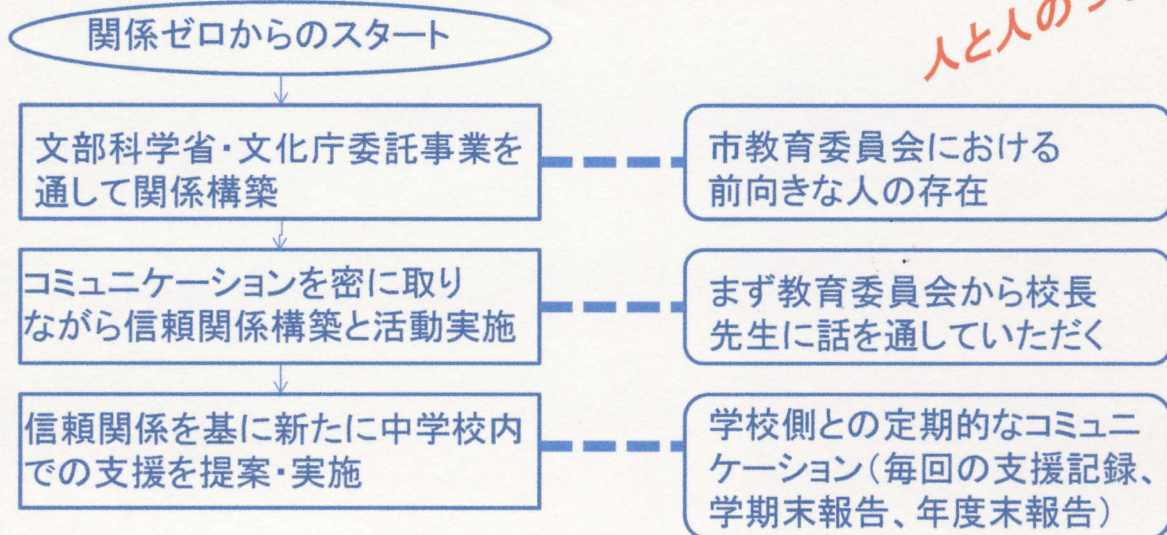 関係ゼロからのスタート
人と人のつ
文部科学省・文化庁委託事業を
通して関係構築
市教育委員会における
前向きな人の存在
コミュニケーションを密に取り
ながら信頼関係構築と活動実施
まず教育委員会から校長
先生に話を通していただく
信頼関係を基に新たに中学校内
での支援を提案・実施
学校側との定期的なコミュニ
ケーション(毎回の支援記録、
学期末報告、年度末報告)